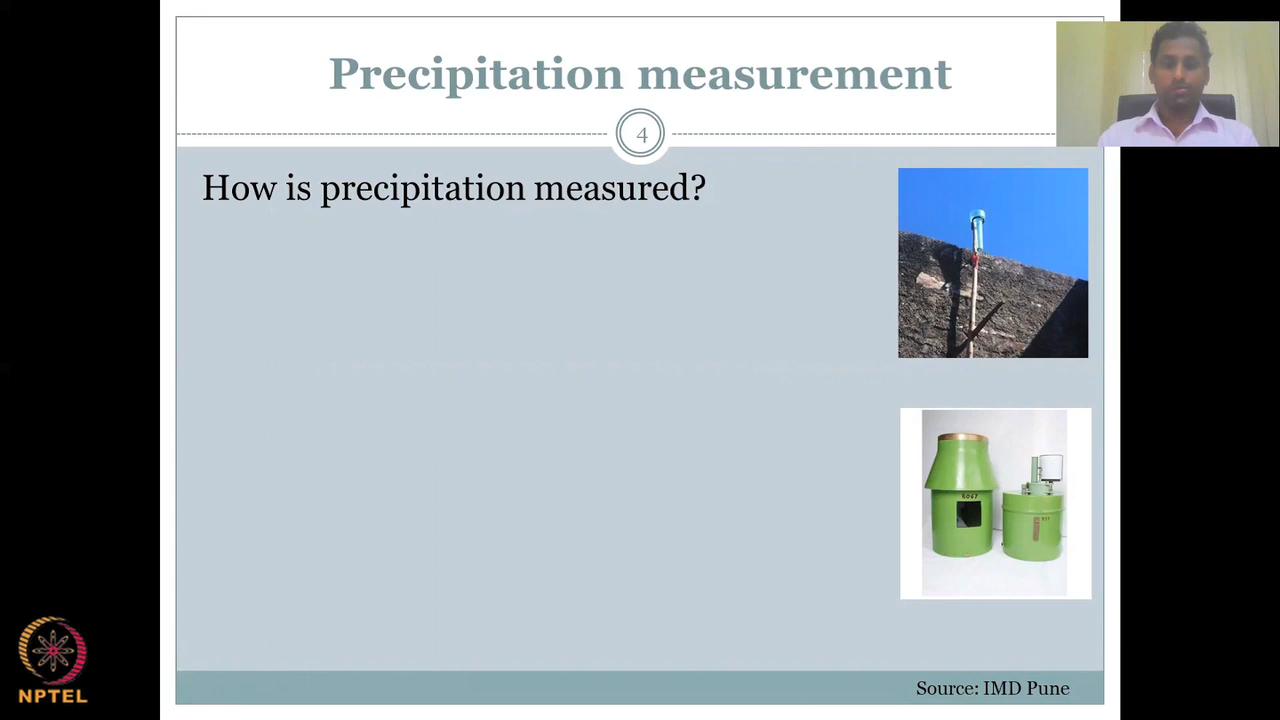 Precipitation measurement
4
How is precipitation measured?
Source: IMD Pune
NPTEL